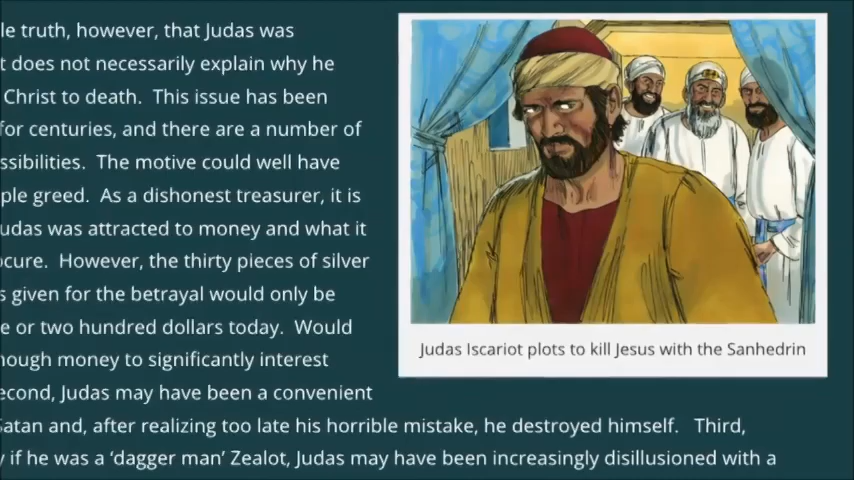 le truth, however, that Judas was
t does not necessarily explain why he
Christ to death. This issue has been
for centuries, and there are a number of
ssibilities. The motive could well have
ple greed. As a dishonest treasurer, it is
udas was attracted to money and what it
ocure. However, the thirty pieces of silver
s given for the betrayal would only be
e or two hundred dollars today. Would
nough money to significantly interest
econd, Judas may have been a convenient
Satan and, after realizing too late his horrible mistake, he destroyed himself. Third,
y if he was a ‘dagger man’ Zealot, Judas may have been increasingly disillusioned with a
Judas Iscariot plots to kill Jesus with the Sanhedrin